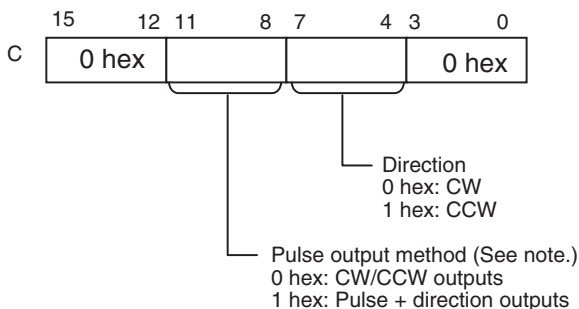 15 12 11 8 7 4 3 0
C 0 hex 0 hex
Direction
0 hex: CW
1 hex: CCW
Pulse output method (See note.)
0 hex: CW/CCW outputs
1 hex: Pulse + direction outputs